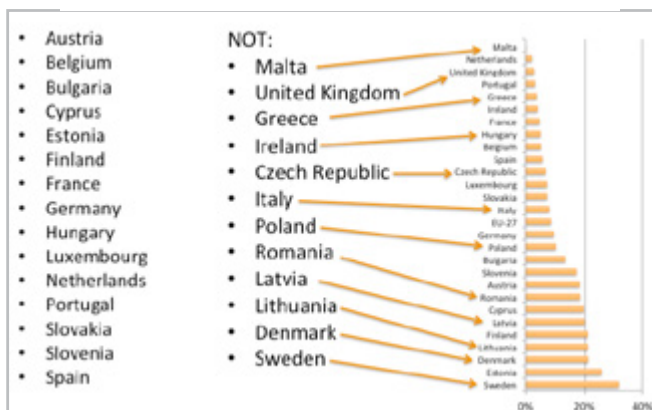 Austria
Belgium
Bulgaria
Cyprus
Estonia
Finland
France
Germany
Hungary
Luxembourg
Netherlands
Portugal
Slovakia
Slovenia
Spain
NOT:
Malta
United Kingdom
Greece
Ireland
Czech Republic
Italy
Poland
Romania
Latvia
Lithuania
Denmark
Sweden
Malta
Netherlands
United Kingdom
Portugal
Greece
Ireland
France
Hungary
Belgium
Spain
Czech Republic
Luxembourg
Slovakia
Italy
EU-27
Germany
Poland
Bulgaria
Slovenia
Austria
Romania
Cyprus
Latvia
Finland
Lithuania
Denmark
Estonia
Sweden
0% 20% 40%